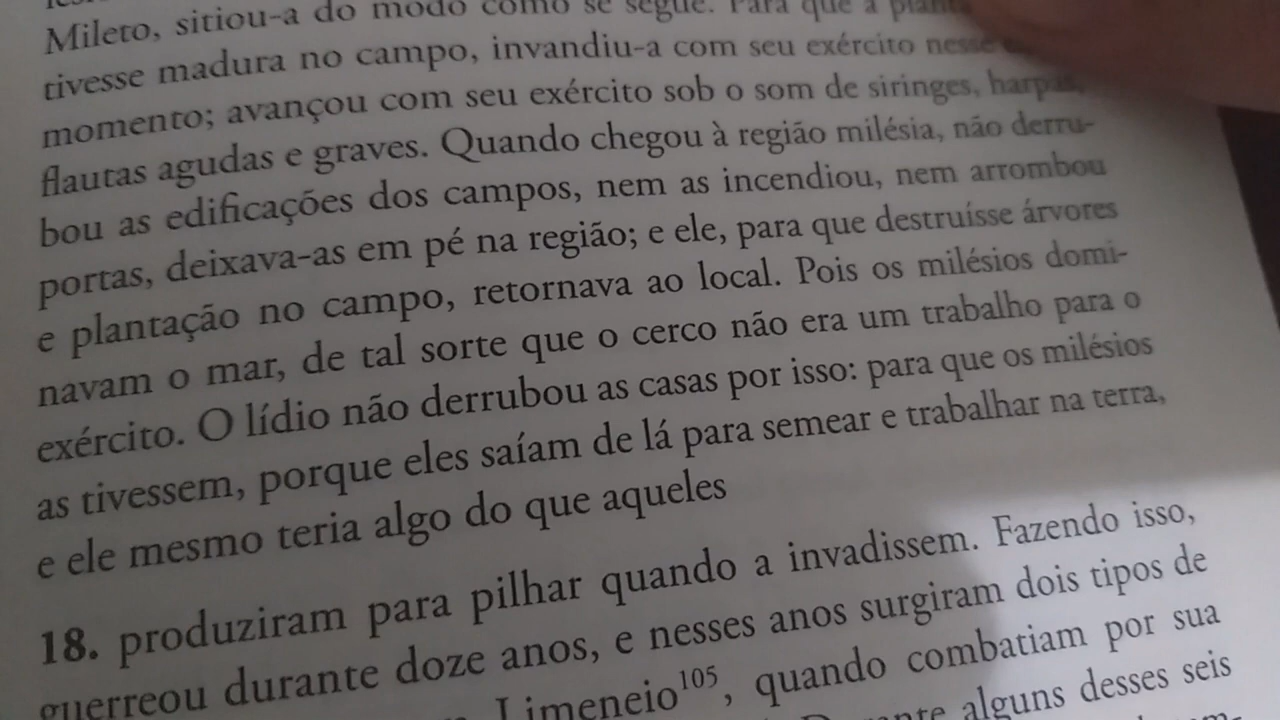 Mileto, sitiou-a do modo como se segue. Para que a
tivesse madura no campo, invandiu-a com seu exército nesse
momento; avançou com seu exército sob o som de siringes, harpas,
flautas agudas e graves. Quando chegou à região milésia, não derru-
bou as edificações dos campos, nem as incendiou, nem arrombou
portas, deixava-as em pé na região; e ele, para que destruísse árvores
e plantação no campo, retornava ao local. Pois os milésios domi-
navam o mar, de tal sorte que o cerco não era um trabalho para o
exército. O lídio não derrubou as casas por isso: para que os milésios
as tivessem, porque eles saíam de lá para semear e trabalhar na terra,
e ele mesmo teria algo do que aqueles
18. produziram para pilhar quando a invadissem. Fazendo isso,
guerreou durante doze anos, e nesses anos surgiram dois tipos de
Limeneio105, quando combatiam por sua
alguns desses seis